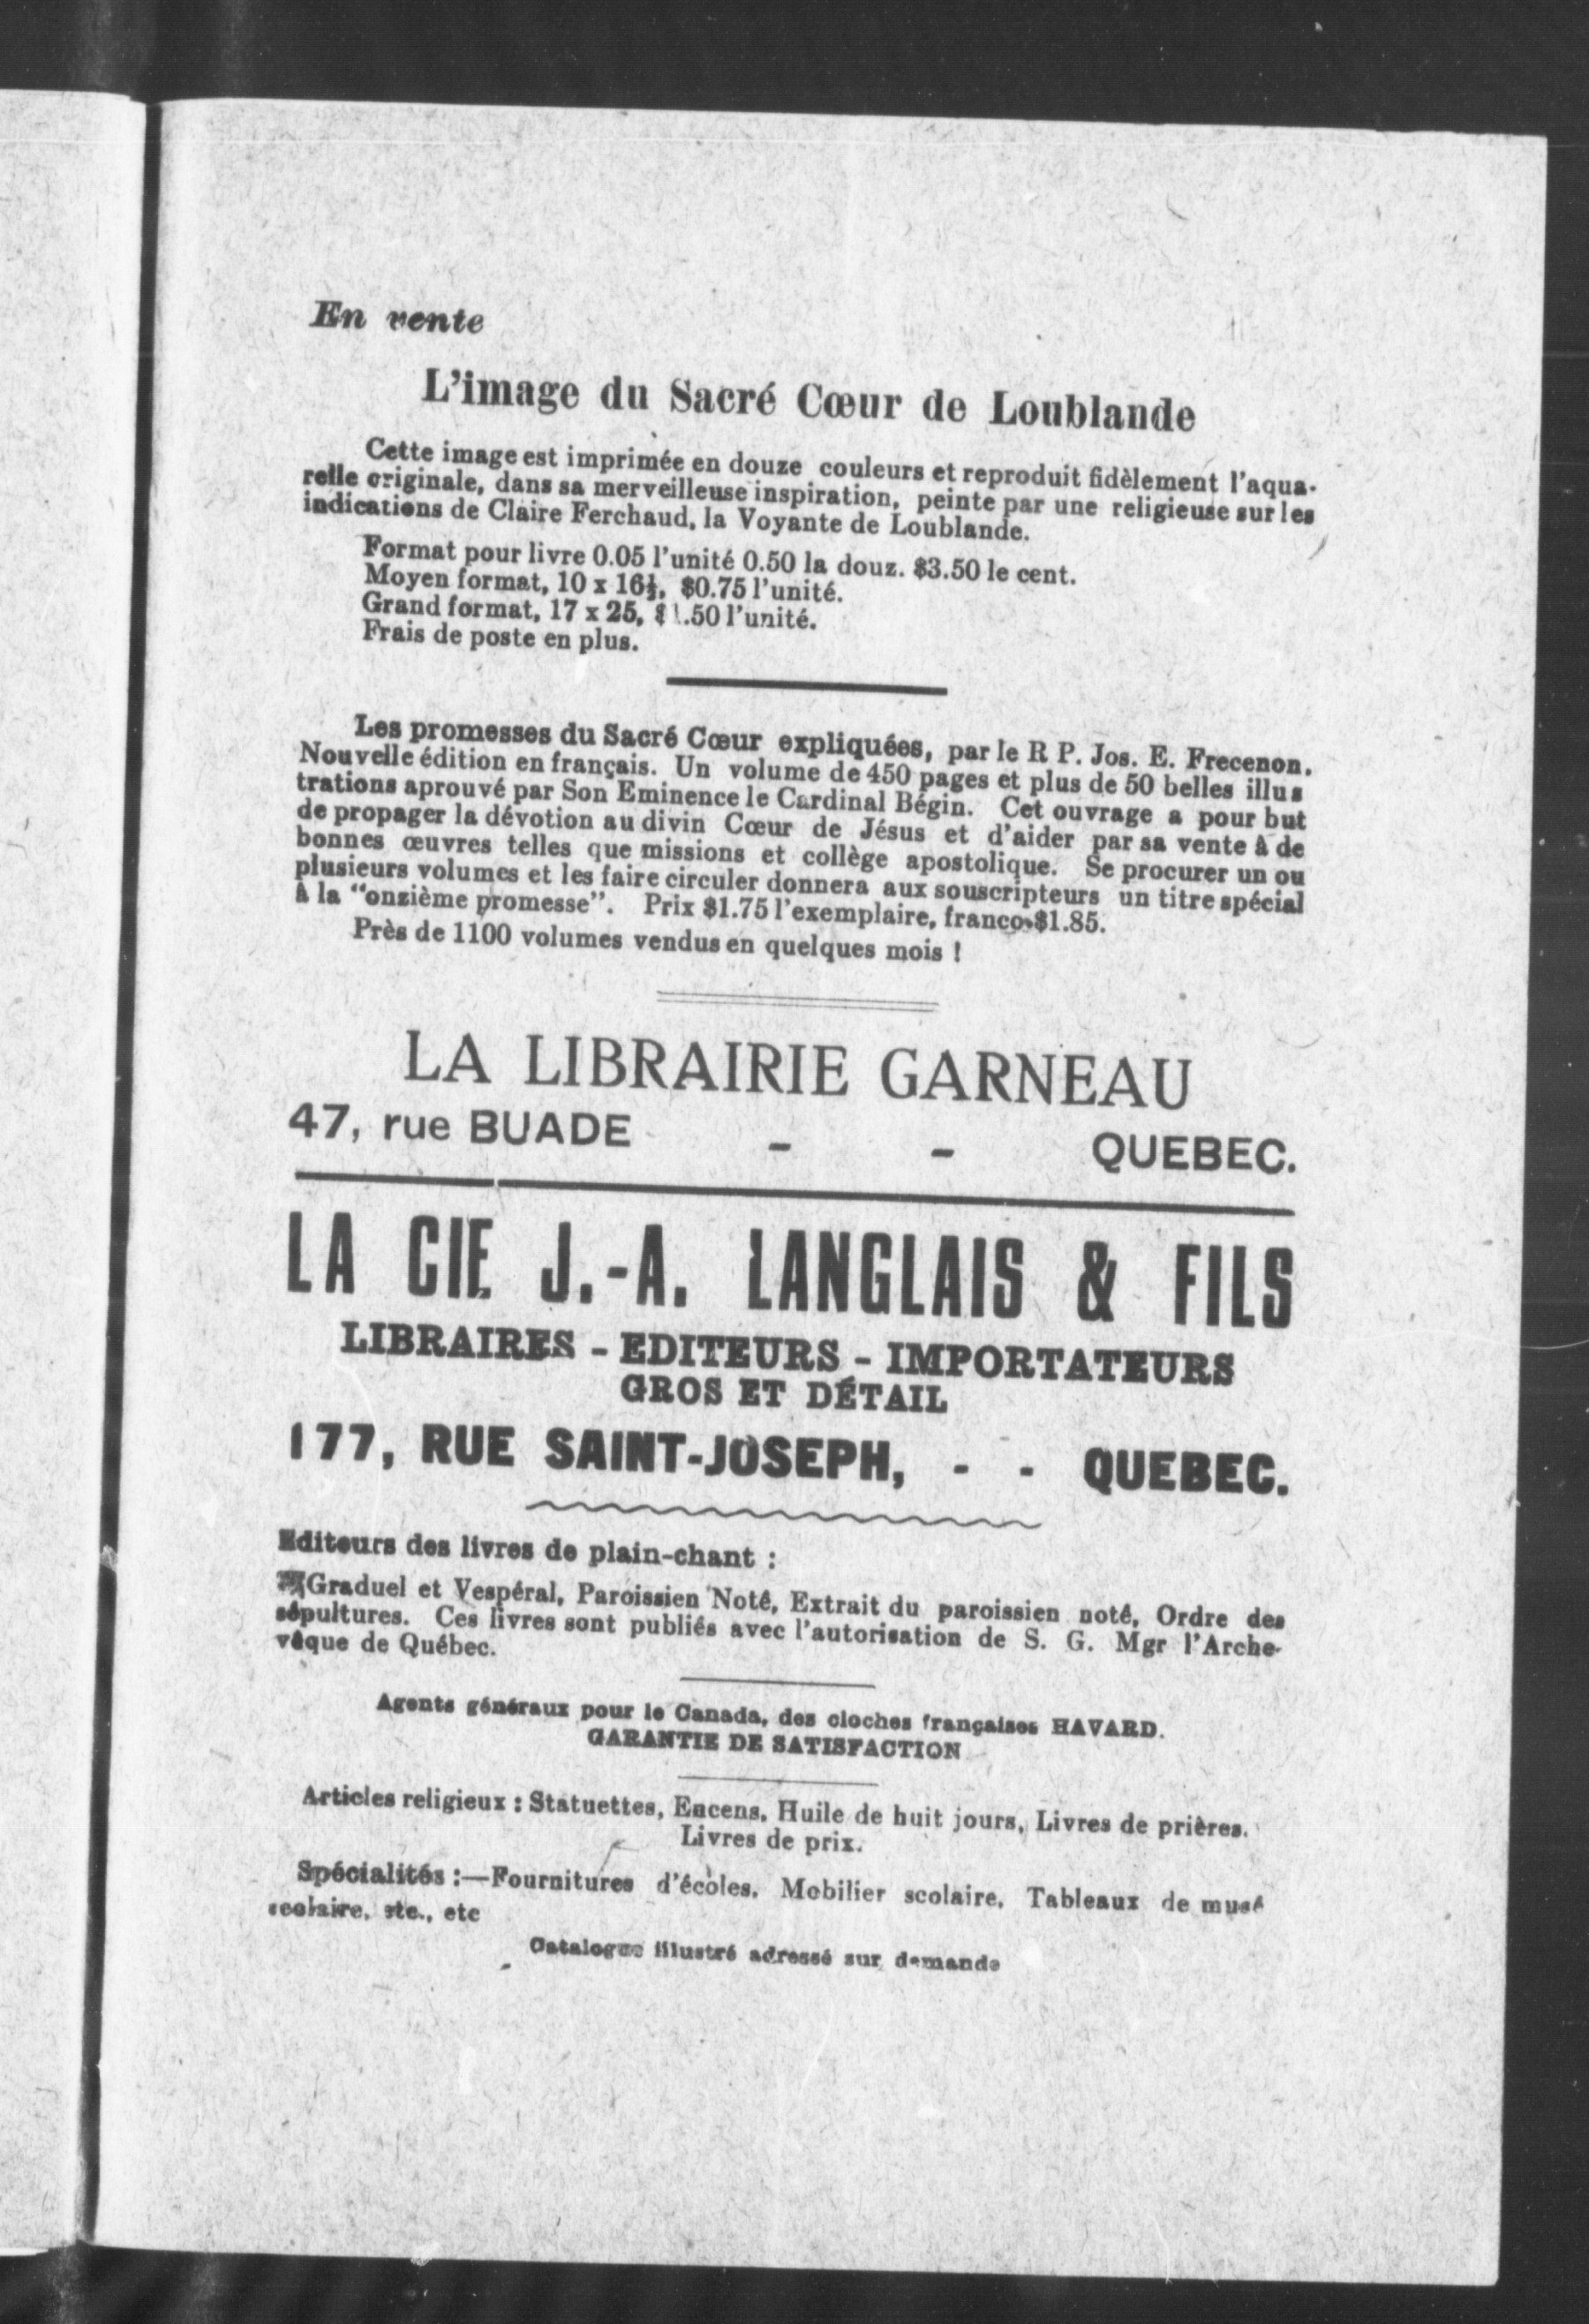 En vente
L'image du Sacré Cœur de Loublande
Cette image est imprimée en douze couleurs et reproduit fidèlement l'aqua-
relle originale, dans sa merveilleuse inspiration, peinte par une religieuse sur les
indications de Claire Ferchaud, la Voyante de Loublande.
Format pour livre 0.05 l'unité 0.50 la douz. $3.50 le cent.
Moyen format, 10 x 16½, $0.75 l'unité.
Grand format, 17 x 25, $1.50 l'unité.
Frais de poste en plus.
Les promesses du Sacré Cœur expliquées, par le R P. Jos. E. Frecenon.
Nouvelle édition en français. Un volume de 450 pages et plus de 50 belles illus
trations aprouvé par Son Eminence le Cardinal Bégin. Cet ouvrage a pour but
de propager la dévotion au divin Cœur de Jésus et d'aider par sa vente à de
bonnes œuvres telles que missions et collège apostolique. Se procurer un ou
plusieurs volumes et les faire circuler donnera aux souscripteurs un titre spécial
à la "onzième promesse". Prix $1.75 l'exemplaire, franco, $1.85.
Près de 1100 volumes vendus en quelques mois !
LA LIBRAIRIE GARNEAU
47, rue BUADE - - QUEBEC.
LA CIE J.-A. LANGLAIS & FILS
LIBRAIRES - EDITEURS - IMPORTATEURS
GROS ET DÉTAIL
177, RUE SAINT-JOSEPH, - - QUEBEC.
Editeurs des livres de plain-chant :
Graduel et Vespéral, Paroissien Noté, Extrait du paroissien noté, Ordre des
sépultures. Ces livres sont publiés avec l'autorisation de S. G. Mgr l'Arche-
vêque de Québec.
Agents généraux pour le Canada, des cloches françaises HAVARD.
GARANTIE DE SATISFACTION
Articles religieux : Statuettes, Encens, Huile de huit jours, Livres de prières.
Livres de prix.
Spécialités :—Fournitures d'écoles, Mobilier scolaire, Tableaux de musé
scolaire, etc., etc
Catalogue illustré adressé sur demande